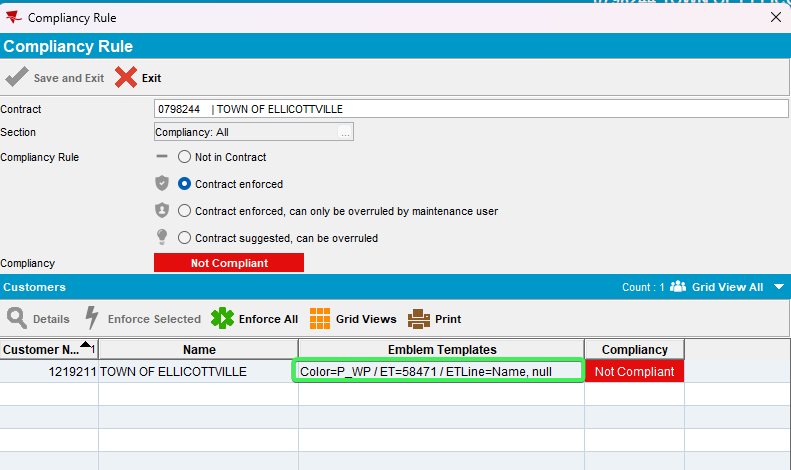 Compliancy Rule
Compliancy Rule
Save and Exit Exit
Contract 0798244 | TOWN OF ELLICOTTVILLE
Section Compliancy: All ...
Compliancy Rule Not in Contract
Contract enforced
Contract enforced, can only be overruled by maintenance user
Contract suggested, can be overruled
Compliancy Not Compliant
Customers Count : 1 Grid View All
Details Enforce Selected Enforce All Grid Views Print
Customer N... 1 Name Emblem Templates Compliancy
1219211 TOWN OF ELLICOTTVILLE Color=P_WP / ET=58471 / ETLine=Name, null Not Compliant